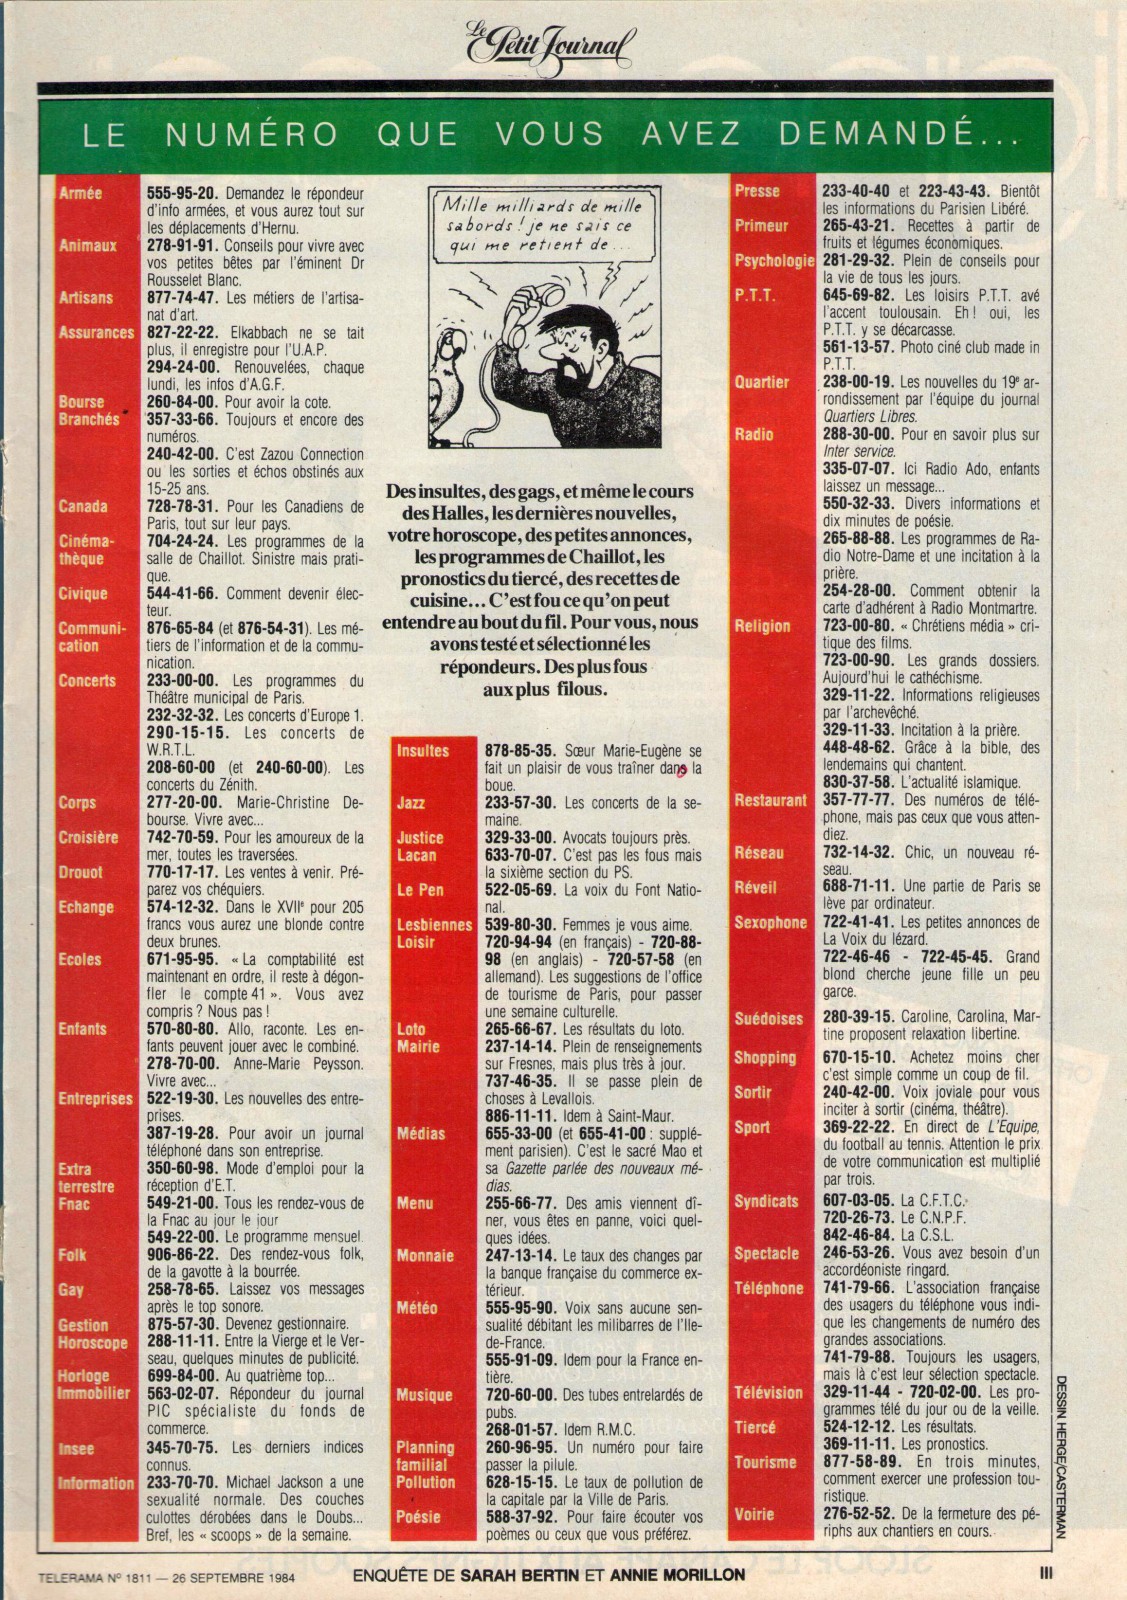 Le Petit Journal
LE NUMÉRO QUE VOUS AVEZ DEMANDÉ...
Armée 555-95-20. Demandez le répondeur
d'info armées, et vous aurez tout sur
les déplacements d'Hernu.
Animaux 278-91-91. Conseils pour vivre avec
vos petites bêtes par l'éminent Dr
Rousselet Blanc.
Artisans 877-74-47. Les métiers de l'artisa-
nat d'art.
Assurances 827-22-22. Elkabbach ne se tait
plus, il enregistre pour l'U.A.P.
294-24-00. Renouvelées, chaque
lundi, les infos d'A.G.F.
Bourse 260-84-00. Pour avoir la cote.
Branchés 357-33-66. Toujours et encore des
numéros.
240-42-00. C'est Zazou Connection
ou les sorties et échos obstinés aux
15-25 ans.
Canada 728-78-31. Pour les Canadiens de
Paris, tout sur leur pays.
Cinéma- 704-24-24. Les programmes de la
thèque salle de Chaillot. Sinistre mais prati-
que.
Civique 544-41-66. Comment devenir élec-
teur.
Communi- 876-65-84 (et 876-54-31). Les mé-
cation tiers de l'information et de la commu-
nication.
Concerts 233-00-00. Les programmes du
Théâtre municipal de Paris.
232-32-32. Les concerts d'Europe 1.
290-15-15. Les concerts de
W.R.T.L.
208-60-00 (et 240-60-00). Les
concerts du Zénith.
Corps 277-20-00. Marie-Christine De-
bourse. Vivre avec...
Croisière 742-70-59. Pour les amoureux de la
mer, toutes les traversées.
Drouot 770-17-17. Les ventes à venir. Pré-
parez vos chéquiers.
Echange 574-12-32. Dans le XVIIe pour 205
francs vous aurez une blonde contre
deux brunes.
Ecoles 671-95-95. « La comptabilité est
maintenant en ordre, il reste à dégon-
fler le compte 41 ». Vous avez
compris ? Nous pas !
Enfants 570-80-80. Allo, raconte. Les en-
fants peuvent jouer avec le combiné.
278-70-00. Anne-Marie Peysson.
Vivre avec...
Entreprises 522-19-30. Les nouvelles des entre-
prises.
387-19-28. Pour avoir un journal
téléphoné dans son entreprise.
Extra 350-60-98. Mode d'emploi pour la
terrestre réception d'E.T.
Fnac 549-21-00. Tous les rendez-vous de
la Fnac au jour le jour
549-22-00. Le programme mensuel.
Folk 906-86-22. Des rendez-vous folk,
de la gavotte à la bourrée.
Gay 258-78-65. Laissez vos messages
après le top sonore.
Gestion 875-57-30. Devenez gestionnaire.
Horoscope 288-11-11. Entre la Vierge et le Ver-
seau, quelques minutes de publicité.
Horloge 699-84-00. Au quatrième top...
Immobilier 563-02-07. Répondeur du journal
PIC spécialiste du fonds de
commerce.
Insee 345-70-75. Les derniers indices
connus.
Information 233-70-70. Michael Jackson a une
sexualité normale. Des couches
culottes dérobées dans le Doubs...
Bref, les « scoops » de la semaine.
Mille milliards de mille
sabords ! je ne sais ce
qui me retient de...
Des insultes, des gags, et même le cours
des Halles, les dernières nouvelles,
votre horoscope, des petites annonces,
les programmes de Chaillot, les
pronostics du tiercé, des recettes de
cuisine... C'est fou ce qu'on peut
entendre au bout du fil. Pour vous, nous
avons testé et sélectionné les
répondeurs. Des plus fous
aux plus filous.
Insultes 878-85-35. Sœur Marie-Eugène se
fait un plaisir de vous traîner dans la
boue.
Jazz 233-57-30. Les concerts de la se-
maine.
Justice 329-33-00. Avocats toujours près.
Lacan 633-70-07. C'est pas les fous mais
la sixième section du PS.
Le Pen 522-05-69. La voix du Font Natio-
nal.
Lesbiennes 539-80-30. Femmes je vous aime.
Loisir 720-94-94 (en français) - 720-88-
98 (en anglais) - 720-57-58 (en
allemand). Les suggestions de l'office
de tourisme de Paris, pour passer
une semaine culturelle.
Loto 265-66-67. Les résultats du loto.
Mairie 237-14-14. Plein de renseignements
sur Fresnes, mais plus très à jour.
737-46-35. Il se passe plein de
choses à Levallois.
886-11-11. Idem à Saint-Maur.
Médias 655-33-00 (et 655-41-00 : supplé-
ment parisien). C'est le sacré Mao et
sa Gazette parlée des nouveaux mé-
dias.
Menu 255-66-77. Des amis viennent dî-
ner, vous êtes en panne, voici quel-
ques idées.
Monnaie 247-13-14. Le taux des changes par
la banque française du commerce ex-
térieur.
Météo 555-95-90. Voix sans aucune sen-
sualité débitant les milibarres de l'Ile-
de-France.
555-91-09. Idem pour la France en-
tière.
Musique 720-60-00. Des tubes entrelardés de
pubs.
268-01-57. Idem R.M.C.
Planning 260-96-95. Un numéro pour faire
familial passer la pilule.
Pollution 628-15-15. Le taux de pollution de
la capitale par la Ville de Paris.
Poésie 588-37-92. Pour faire écouter vos
poèmes ou ceux que vous préférez.
Presse 233-40-40 et 223-43-43. Bientôt
les informations du Parisien Libéré.
Primeur 265-43-21. Recettes à partir de
fruits et légumes économiques.
Psychologie 281-29-32. Plein de conseils pour
la vie de tous les jours.
P.T.T. 645-69-82. Les loisirs P.T.T. avé
l'accent toulousain. Eh ! oui, les
P.T.T. y se décarcasse.
561-13-57. Photo ciné club made in
P.T.T.
Quartier 238-00-19. Les nouvelles du 19e ar-
rondissement par l'équipe du journal
Quartiers Libres.
Radio 288-30-00. Pour en savoir plus sur
Inter service.
335-07-07. Ici Radio Ado, enfants
laissez un message...
550-32-33. Divers informations et
dix minutes de poésie.
265-88-88. Les programmes de Ra-
dio Notre-Dame et une incitation à la
prière.
254-28-00. Comment obtenir la
carte d'adhérent à Radio Montmartre.
Religion 723-00-80. « Chrétiens média » cri-
tique des films.
723-00-90. Les grands dossiers.
Aujourd'hui le cathéchisme.
329-11-22. Informations religieuses
par l'archevêché.
329-11-33. Incitation à la prière.
448-48-62. Grâce à la bible, des
lendemains qui chantent.
830-37-58. L'actualité islamique.
Restaurant 357-77-77. Des numéros de télé-
phone, mais pas ceux que vous atten-
diez.
Réseau 732-14-32. Chic, un nouveau ré-
seau.
Réveil 688-71-11. Une partie de Paris se
lève par ordinateur.
Sexophone 722-41-41. Les petites annonces de
La Voix du lézard.
722-46-46 - 722-45-45. Grand
blond cherche jeune fille un peu
garce.
Suédoises 280-39-15. Caroline, Carolina, Mar-
tine proposent relaxation libertine.
Shopping 670-15-10. Achetez moins cher
c'est simple comme un coup de fil.
Sortir 240-42-00. Voix joviale pour vous
inciter à sortir (cinéma, théâtre).
Sport 369-22-22. En direct de L'Equipe,
du football au tennis. Attention le prix
de votre communication est multiplié
par trois.
Syndicats 607-03-05. La C.F.T.C.
720-26-73. Le C.N.P.F.
842-46-84. La C.S.L.
Spectacle 246-53-26. Vous avez besoin d'un
accordéoniste ringard.
Téléphone 741-79-66. L'association française
des usagers du téléphone vous indi-
que les changements de numéro des
grandes associations.
741-79-88. Toujours les usagers,
mais là c'est leur sélection spectacle.
Télévision 329-11-44 - 720-02-00. Les pro-
grammes télé du jour ou de la veille.
Tiercé 524-12-12. Les résultats.
369-11-11. Les pronostics.
Tourisme 877-58-89. En trois minutes,
comment exercer une profession tou-
ristique.
Voirie 276-52-52. De la fermeture des pé-
riphs aux chantiers en cours.
DESSIN HERGE/CASTERMAN
TELERAMA N° 1811 — 26 SEPTEMBRE 1984
ENQUÊTE DE SARAH BERTIN ET ANNIE MORILLON
III